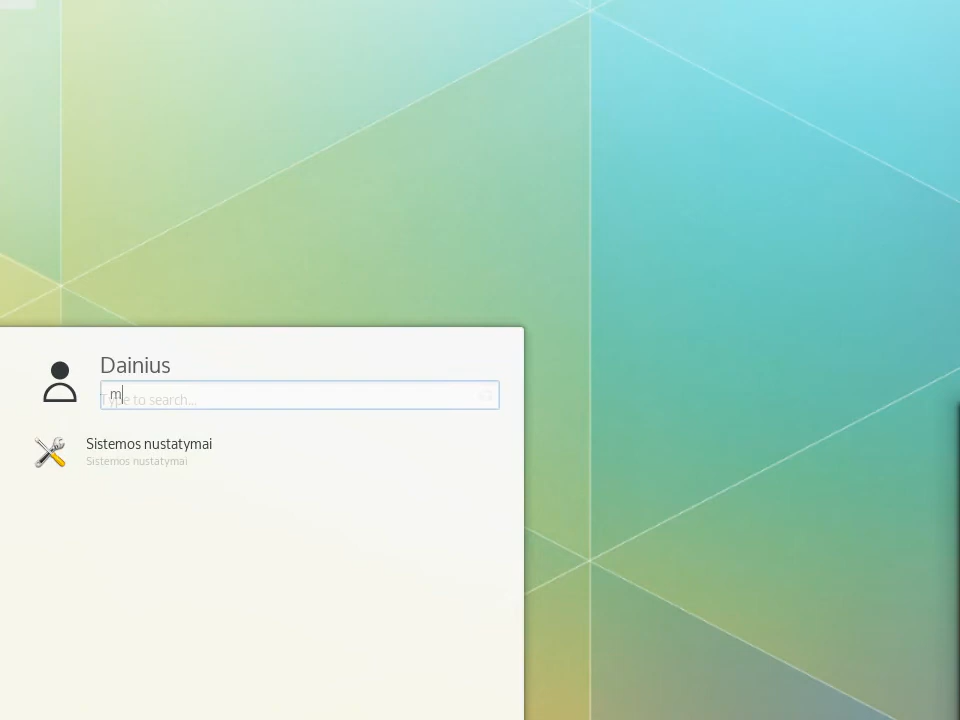 Dainius
m
Type to search...
Sistemos nustatymai
Sistemos nustatymai